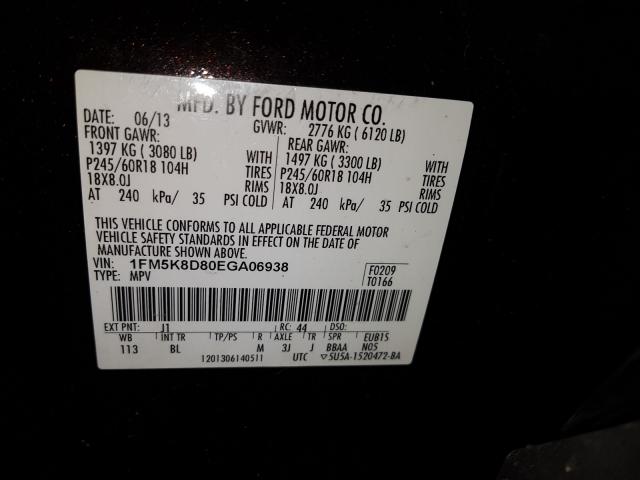 MFD. BY FORD MOTOR CO.
DATE: 06/13 GVWR: 2776 KG (6120 LB)
FRONT GAWR: REAR GAWR:
1397 KG (3080 LB) WITH 1497 KG (3300 LB) WITH
P245/60R18 104H TIRES P245/60R18 104H TIRES
18X8.0J RIMS 18X8.0J RIMS
AT 240 kPa/ 35 PSI COLD AT 240 kPa/ 35 PSI COLD
THIS VEHICLE CONFORMS TO ALL APPLICABLE FEDERAL MOTOR
VEHICLE SAFETY STANDARDS IN EFFECT ON THE DATE OF
MANUFACTURE SHOWN ABOVE.
VIN: 1FM5K8D80EGA06938 F0209
TYPE: MPV T0166
EXT PNT: J1 RC: 44 DSO:
WB INT TR TP/PS R AXLE TR SPR EUB15
113 BL M 3J J BBAA N05
1201306140511 UTC ▽5U5A-1520472-BA